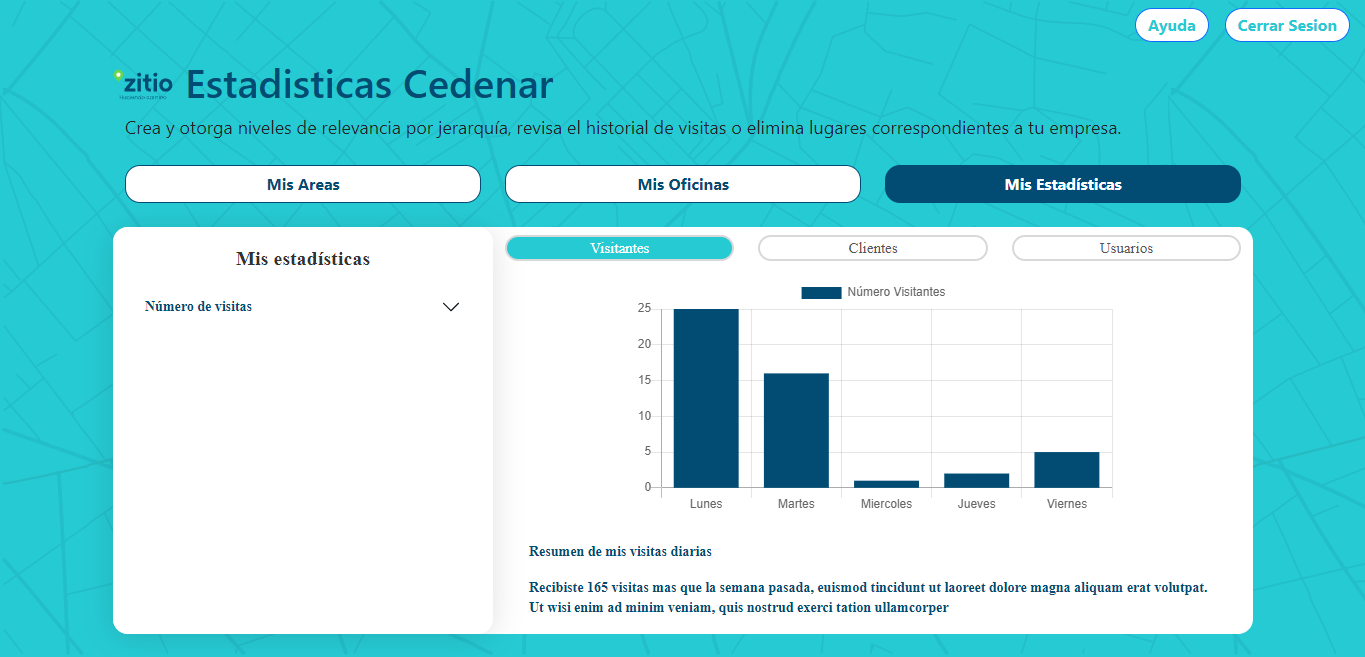 Ayuda
Cerrar Sesion
zitio
Estadisticas Cedenar
Crea y otorga niveles de relevancia por jerarquía, revisa el historial de visitas o elimina lugares correspondientes a tu empresa.
Mis Areas
Mis Oficinas
Mis Estadísticas
Mis estadísticas
Número de visitas
Visitantes
Clientes
Usuarios
Número Visitantes
25
20
15
10
5
0
Lunes
Martes
Miercoles
Jueves
Viernes
Resumen de mis visitas diarias
Recibiste 165 visitas mas que la semana pasada, euismod tincidunt ut laoreet dolore magna aliquam erat volutpat.
Ut wisi enim ad minim veniam, quis nostrud exerci tation ullamcorper